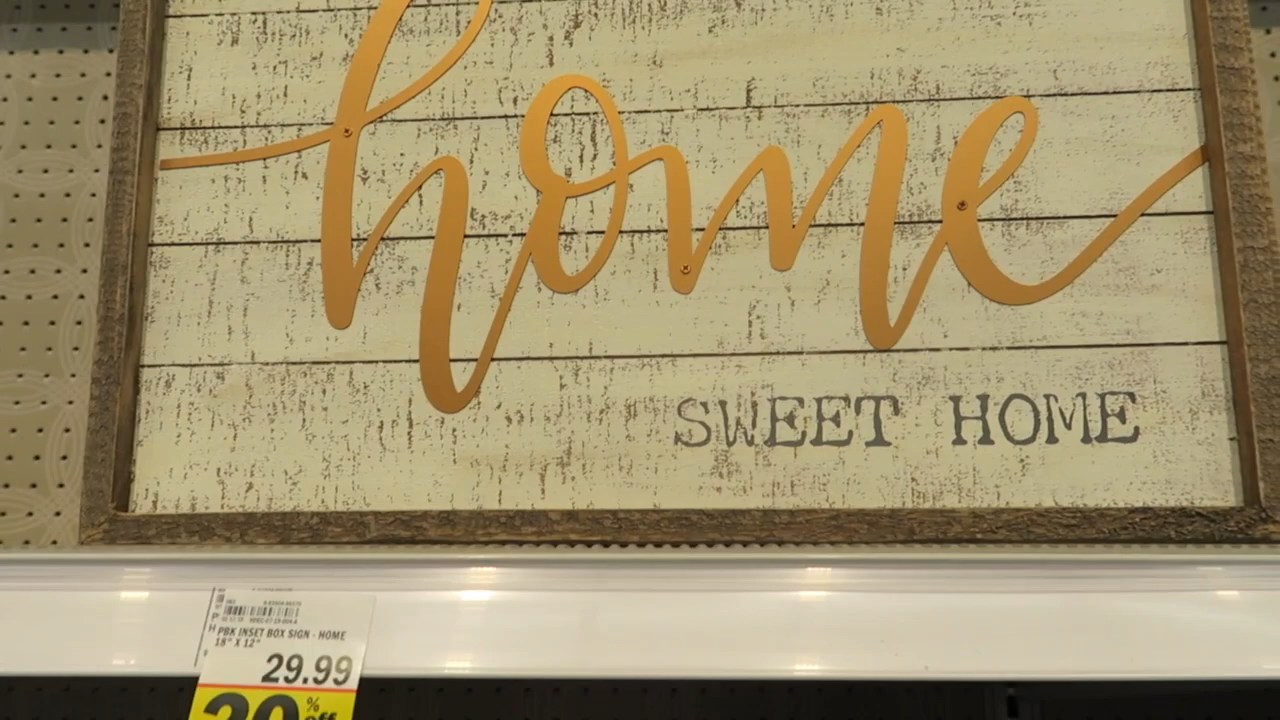 home
SWEET HOME
PBK INSET BOX SIGN - HOME
18" X 12"
29.99
% off